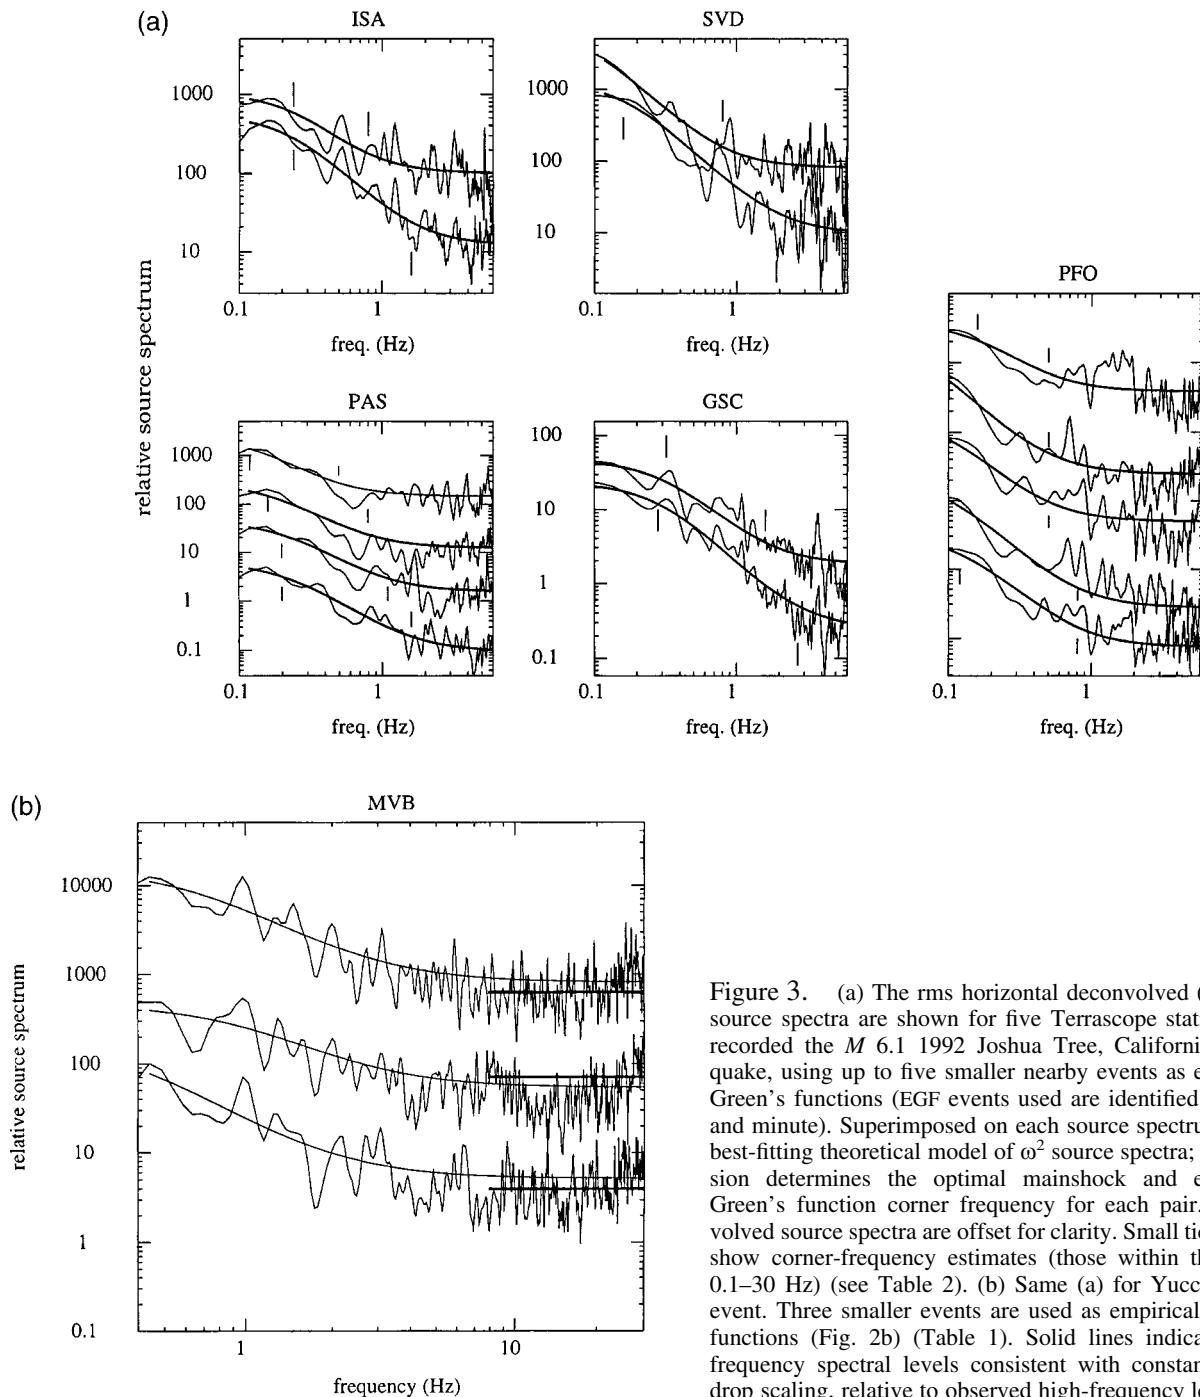 (a)
ISA
SVD
1000
100
10
0.1
1
freq. (Hz)
1000
100
10
0.1
1
freq. (Hz)
relative source spectrum
PFO
0.1
1
freq. (Hz)
PAS
1000
100
10
1
0.1
0.1
1
freq. (Hz)
GSC
100
10
1
0.1
0.1
1
freq. (Hz)
(b)
MVB
10000
1000
100
10
1
0.1
1
10
relative source spectrum
frequency (Hz)
Figure 3. (a) The rms horizontal deconvolved (
source spectra are shown for five Terrascope stati
recorded the M 6.1 1992 Joshua Tree, Californi
quake, using up to five smaller nearby events as e
Green's functions (EGF events used are identified
and minute). Superimposed on each source spectru
best-fitting theoretical model of ω² source spectra;
sion determines the optimal mainshock and e
Green's function corner frequency for each pair.
volved source spectra are offset for clarity. Small tic
show corner-frequency estimates (those within th
0.1–30 Hz) (see Table 2). (b) Same (a) for Yucc
event. Three smaller events are used as empirical
functions (Fig. 2b) (Table 1). Solid lines indica
frequency spectral levels consistent with constan
drop scaling, relative to observed high-frequency l